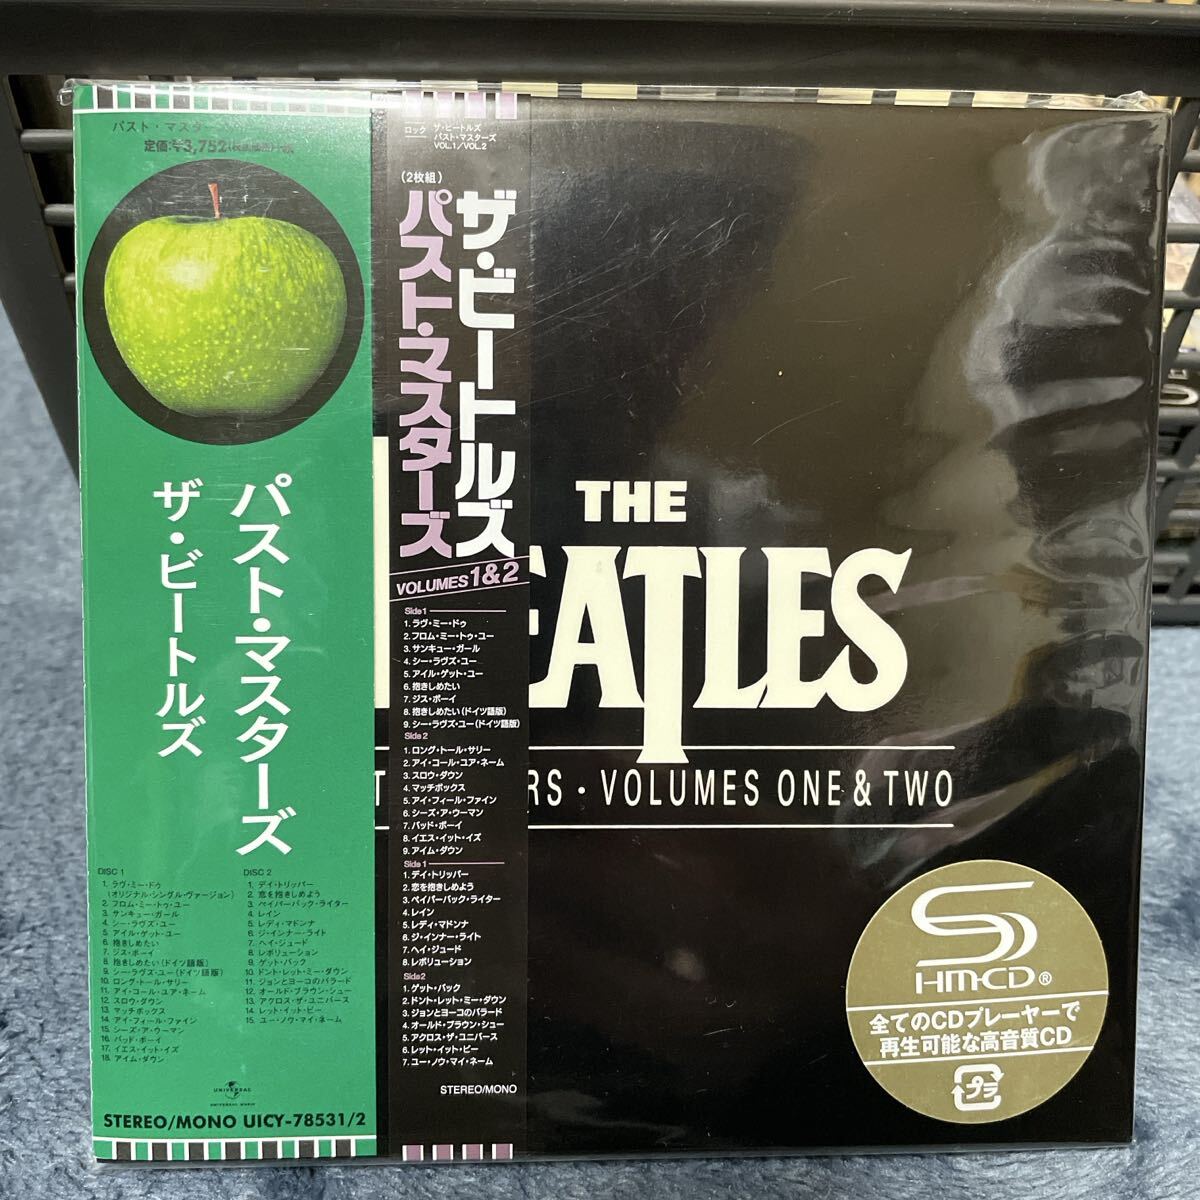 パスト・マスター
定価:¥3,752
パスト・マスターズ
ザ・ビートルズ
DISC 1
1. ラヴ・ミー・ドゥ
(オリジナル・シングル・ヴァージョン)
2. フロム・ミー・トゥ・ユー
3. サンキュー・ガール
4. シー・ラヴズ・ユー
5. アイル・ゲット・ユー
6. 抱きしめたい
7. ジス・ボーイ
8. 抱きしめたい(ドイツ語版)
9. シー・ラヴズ・ユー(ドイツ語版)
10. ロング・トール・サリー
11. アイ・コール・ユア・ネーム
12. スロウ・ダウン
13. マッチボックス
14. アイ・フィール・ファイン
15. シーズ・ア・ウーマン
16. バッド・ボーイ
17. イエス・イット・イズ
18. アイム・ダウン
DISC 2
1. デイ・トリッパー
2. 恋を抱きしめよう
3. ペイパーバック・ライター
4. レイン
5. レディ・マドンナ
6. ジ・インナー・ライト
7. ヘイ・ジュード
8. レボリューション
9. ゲット・バック
10. ドント・レット・ミー・ダウン
11. ジョンとヨーコのバラード
12. オールド・ブラウン・シュー
13. アクロス・ザ・ユニバース
14. レット・イット・ビー
15. ユー・ノウ・マイ・ネーム
UNIVERSAL
UNIVERSAL MUSIC
STEREO/MONO UICY-78531/2
ロック
ザ・ビートルズ
パスト・マスターズ
VOL.1/VOL.2
(2枚組)
ザ・ビートルズ
パスト・マスターズ
VOLUMES 1&2
Side 1
1. ラヴ・ミー・ドゥ
2. フロム・ミー・トゥ・ユー
3. サンキュー・ガール
4. シー・ラヴズ・ユー
5. アイル・ゲット・ユー
6. 抱きしめたい
7. ジス・ボーイ
8. 抱きしめたい(ドイツ語版)
9. シー・ラヴズ・ユー(ドイツ語版)
Side 2
1. ロング・トール・サリー
2. アイ・コール・ユア・ネーム
3. スロウ・ダウン
4. マッチボックス
5. アイ・フィール・ファイン
6. シーズ・ア・ウーマン
7. バッド・ボーイ
8. イエス・イット・イズ
9. アイム・ダウン
Side 1
1. デイ・トリッパー
2. 恋を抱きしめよう
3. ペイパーバック・ライター
4. レイン
5. レディ・マドンナ
6. ジ・インナー・ライト
7. ヘイ・ジュード
8. レボリューション
Side 2
1. ゲット・バック
2. ドント・レット・ミー・ダウン
3. ジョンとヨーコのバラード
4. オールド・ブラウン・シュー
5. アクロス・ザ・ユニバース
6. レット・イット・ビー
7. ユー・ノウ・マイ・ネーム
STEREO/MONO
THE
EATLES
T RS・VOLUMES ONE & TWO
S
HM-CD®
全てのCDプレーヤーで
再生可能な高音質CD
プラ